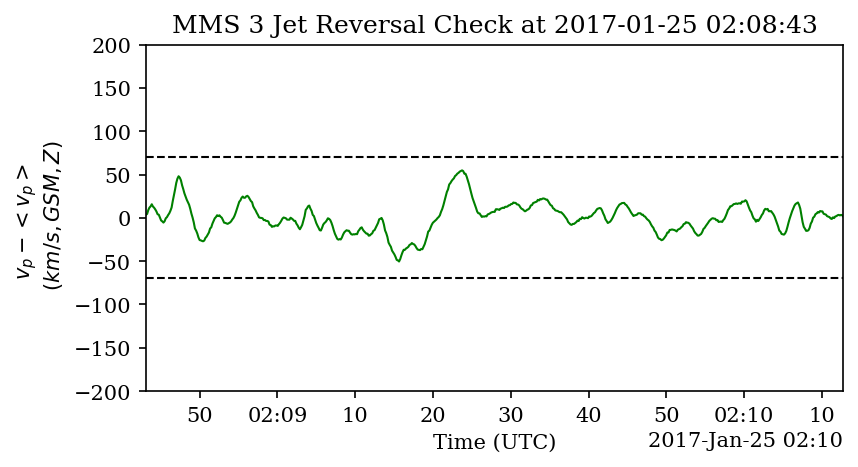 MMS 3 Jet Reversal Check at 2017-01-25 02:08:43
200
150
100
50
0
−50
−100
−150
−200
v_p − < v_p >
(km/s, GSM, Z)
50 02:09 10 20 30 40 50 02:10 10
Time (UTC)
2017-Jan-25 02:10